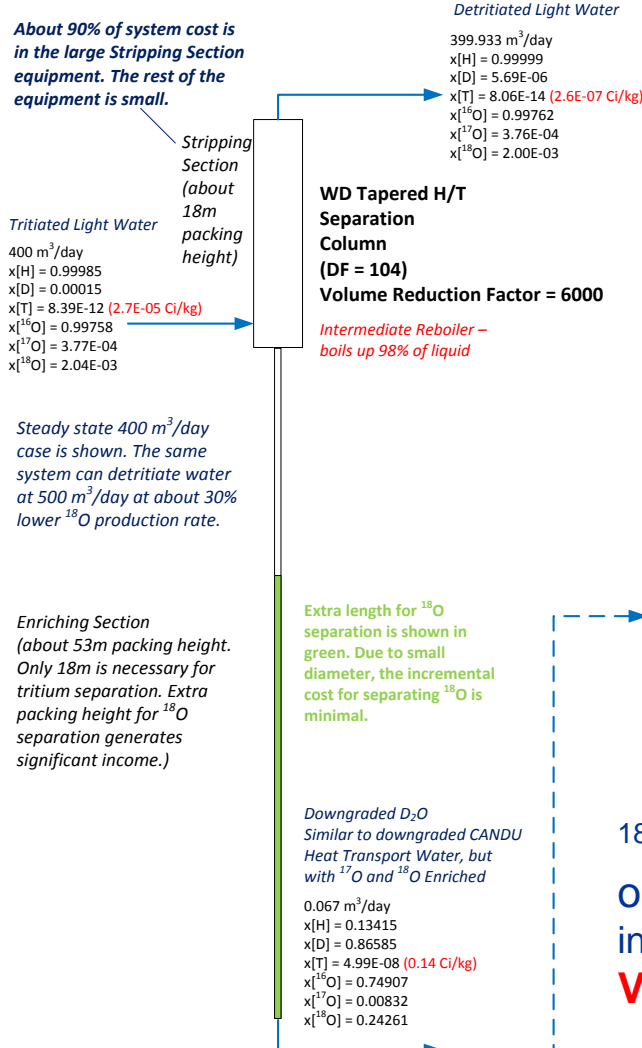 About 90% of system cost is
in the large Stripping Section
equipment. The rest of the
equipment is small.
Detritiated Light Water
399.933 m³/day
x[H] = 0.99999
x[D] = 5.69E-06
x[T] = 8.06E-14 (2.6E-07 Ci/kg)
x[¹⁶O] = 0.99762
x[¹⁷O] = 3.76E-04
x[¹⁸O] = 2.00E-03
Stripping
Section
(about
18m
packing
height)
WD Tapered H/T
Separation
Column
(DF = 104)
Volume Reduction Factor = 6000
Intermediate Reboiler –
boils up 98% of liquid
Tritiated Light Water
400 m³/day
x[H] = 0.99985
x[D] = 0.00015
x[T] = 8.39E-12 (2.7E-05 Ci/kg)
x[¹⁶O] = 0.99758
x[¹⁷O] = 3.77E-04
x[¹⁸O] = 2.04E-03
Steady state 400 m³/day
case is shown. The same
system can detritiate water
at 500 m³/day at about 30%
lower ¹⁸O production rate.
Enriching Section
(about 53m packing height.
Only 18m is necessary for
tritium separation. Extra
packing height for ¹⁸O
separation generates
significant income.)
Extra length for ¹⁸O
separation is shown in
green. Due to small
diameter, the incremental
cost for separating ¹⁸O is
minimal.
Downgraded D₂O
Similar to downgraded CANDU
Heat Transport Water, but
with ¹⁷O and ¹⁸O Enriched
0.067 m³/day
x[H] = 0.13415
x[D] = 0.86585
x[T] = 4.99E-08 (0.14 Ci/kg)
x[¹⁶O] = 0.74907
x[¹⁷O] = 0.00832
x[¹⁸O] = 0.24261
18